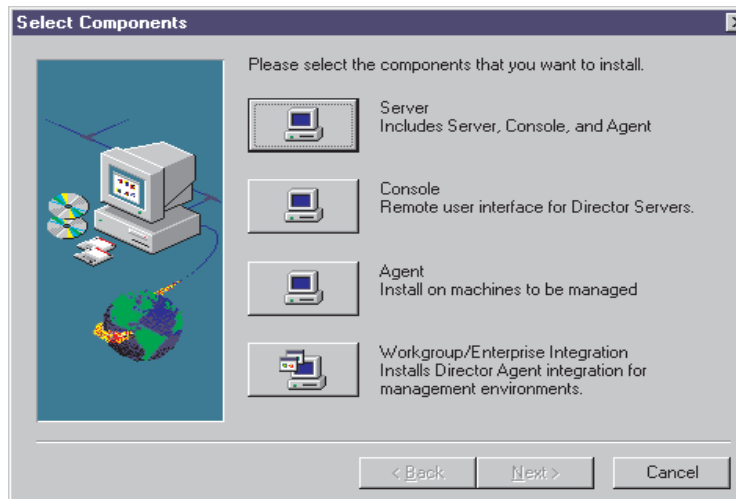 Select Components
Please select the components that you want to install.
Server
Includes Server, Console, and Agent
Console
Remote user interface for Director Servers.
Agent
Install on machines to be managed
Workgroup/Enterprise Integration
Installs Director Agent integration for
management environments.
< Back
Next >
Cancel